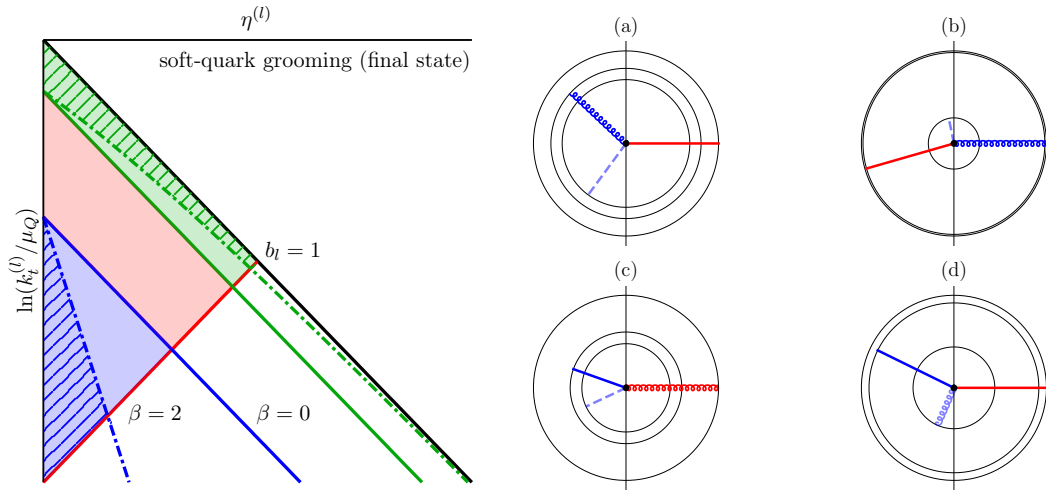 η^{(l)}
soft-quark grooming (final state)
ln(k_t^{(l)}/μ_Q)
b_l = 1
β = 2
β = 0
(a)
(b)
(c)
(d)